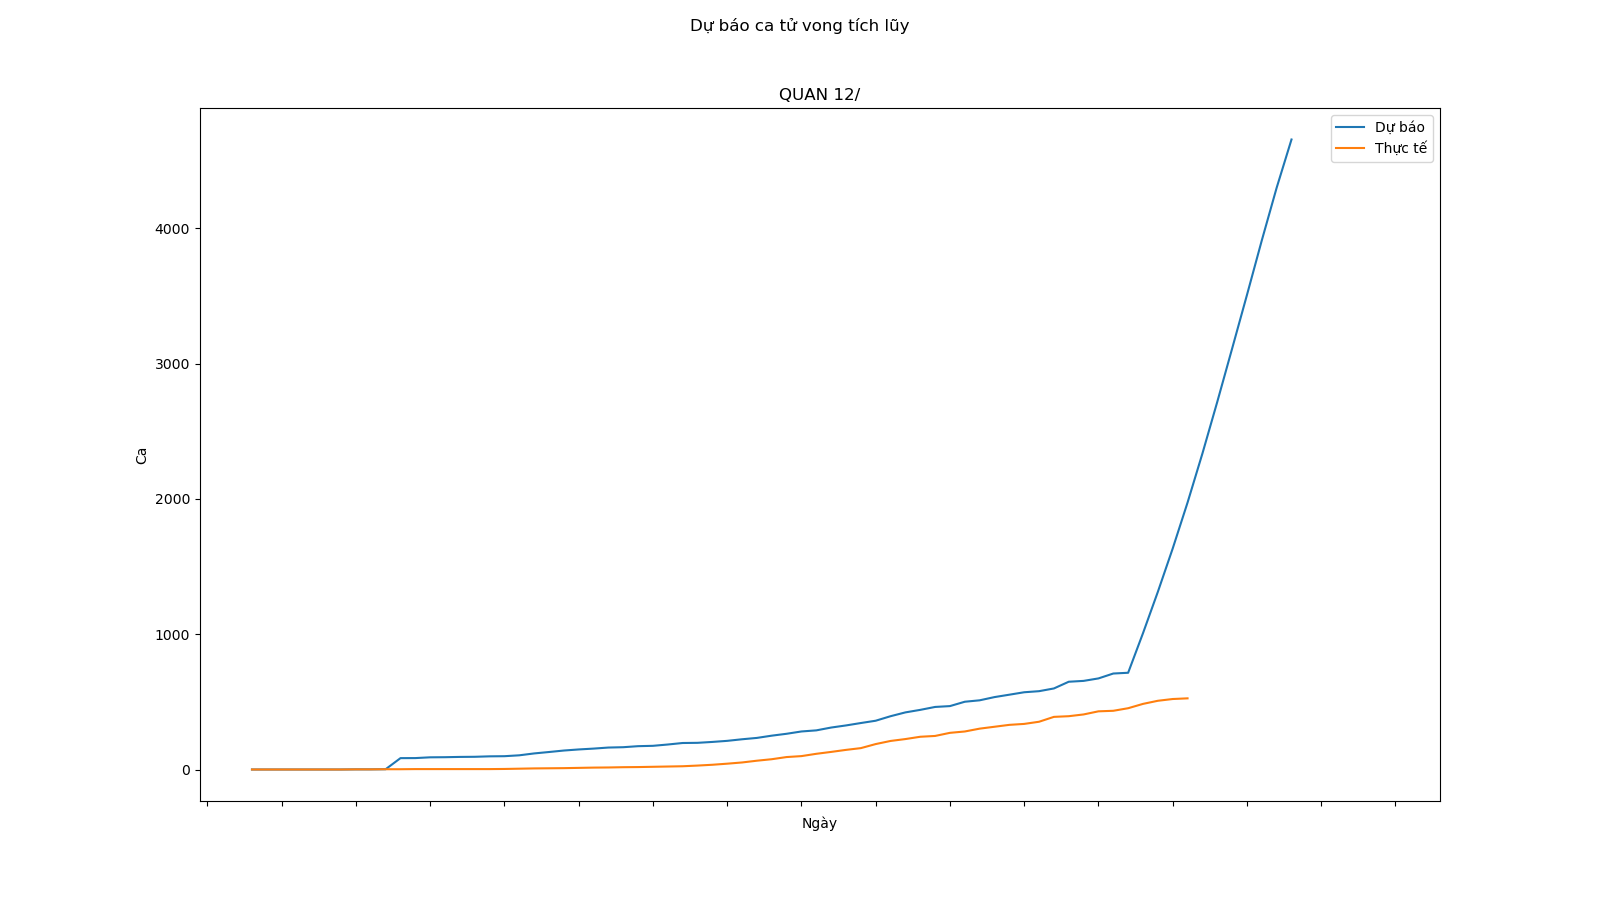 Dự báo ca tử vong tích lũy
QUAN 12/
Dự báo
Thực tế
4000
3000
2000
1000
0
Ca
Ngày